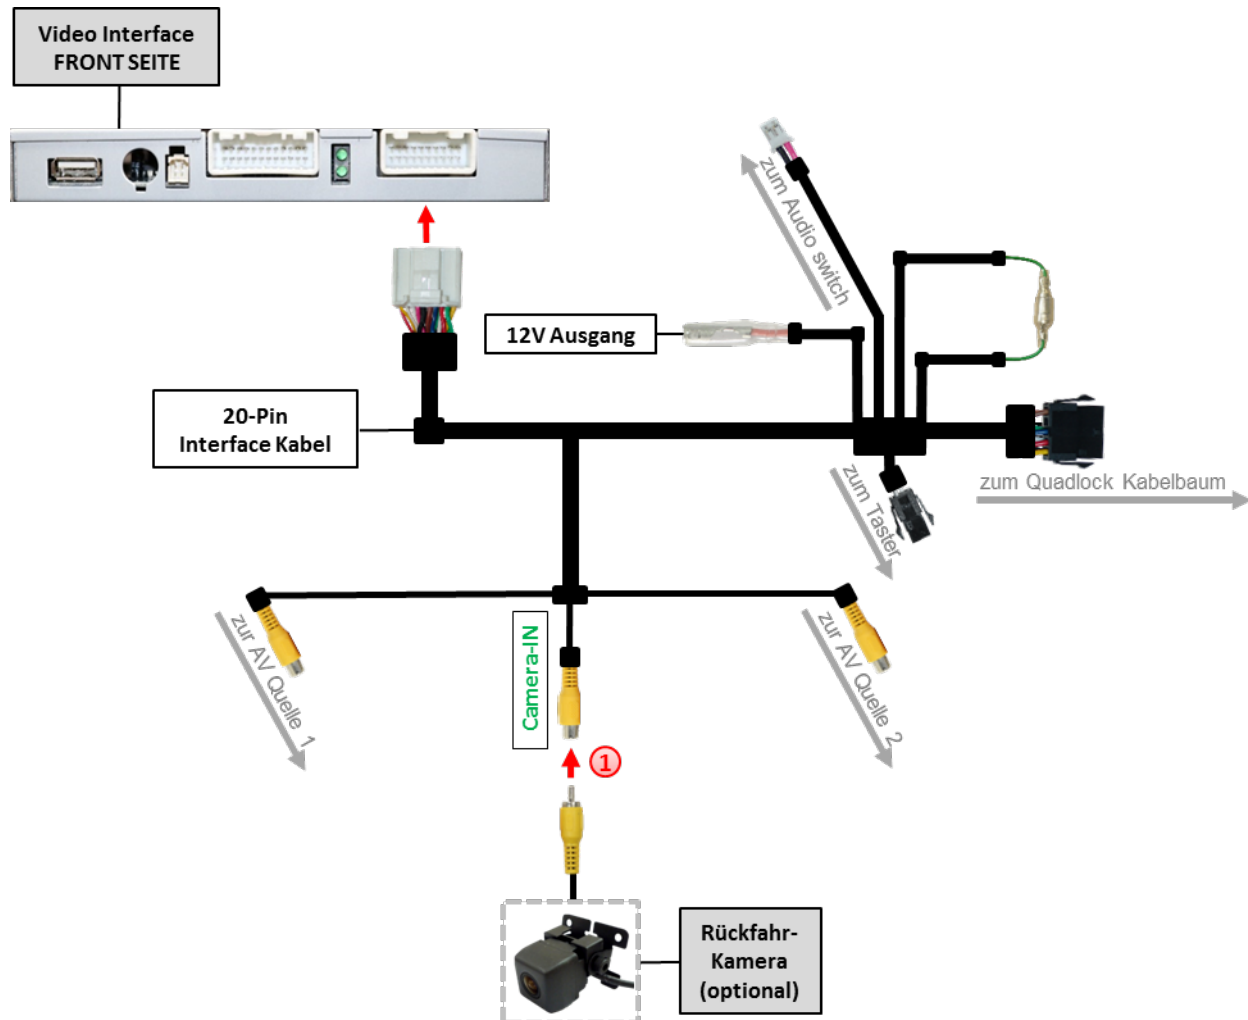 Video Interface
FRONT SEITE
zum Audio switch
12V Ausgang
20-Pin
Interface Kabel
zum Quadlock Kabelbaum
zum Taster
zur AV Quelle 1
Camera-IN
zur AV Quelle 2
1
Rückfahr-
Kamera
(optional)